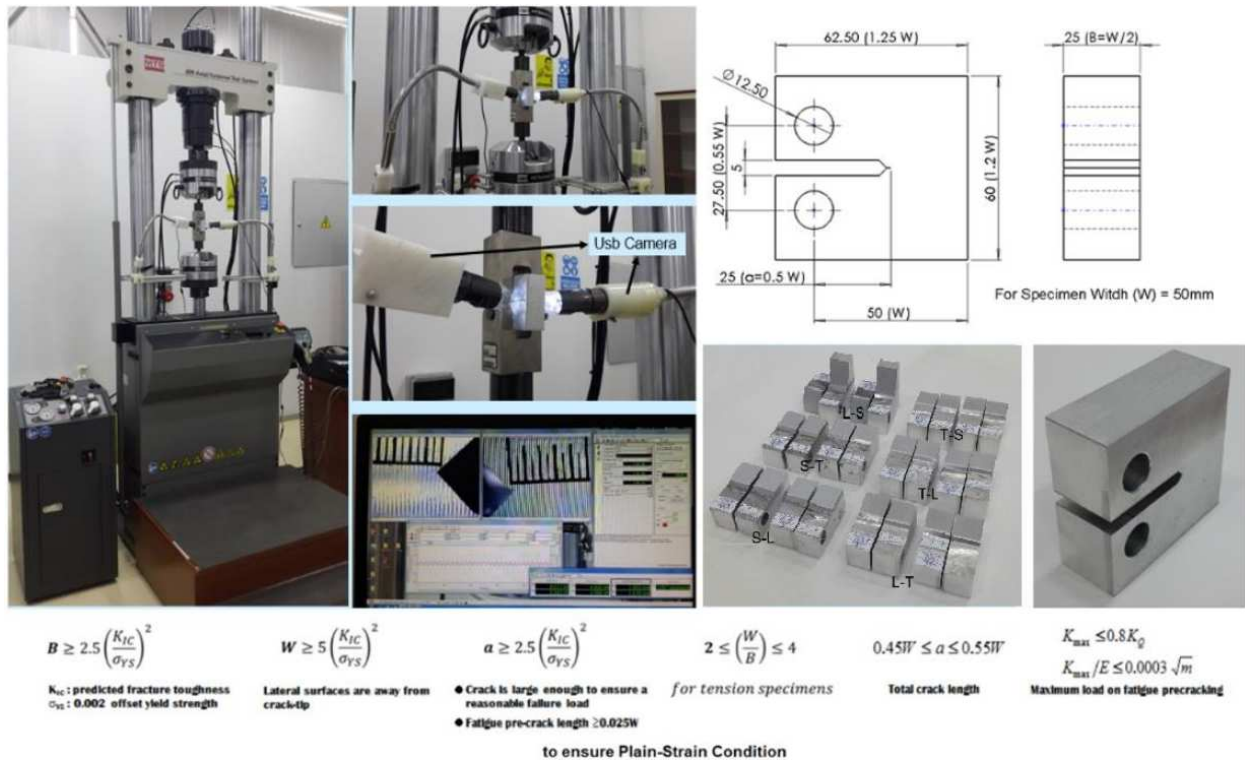 MTS
Usb Camera
62.50 (1.25 W)
25 (B=W/2)
Ø12.50
27.50 (0.55 W)
5
60 (1.2 W)
25 (a=0.5 W)
50 (W)
For Specimen Witdh (W) = 50mm
L-S
T-S
S-T
T-L
S-L
L-T
B ≥ 2.5(K_IC/σ_YS)²
W ≥ 5(K_IC/σ_YS)²
a ≥ 2.5(K_IC/σ_YS)²
2 ≤ (W/B) ≤ 4
0.45W ≤ a ≤ 0.55W
K_max ≤0.8K_Q
K_max/E ≤0.0003 √m
K_IC : predicted fracture toughness
σ_YS : 0.002 offset yield strength
Lateral surfaces are away from
crack-tip
● Crack is large enough to ensure a
reasonable failure load
● Fatigue pre-crack length ≥0.025W
for tension specimens
Total crack length
Maximum load on fatigue precracking
to ensure Plain-Strain Condition